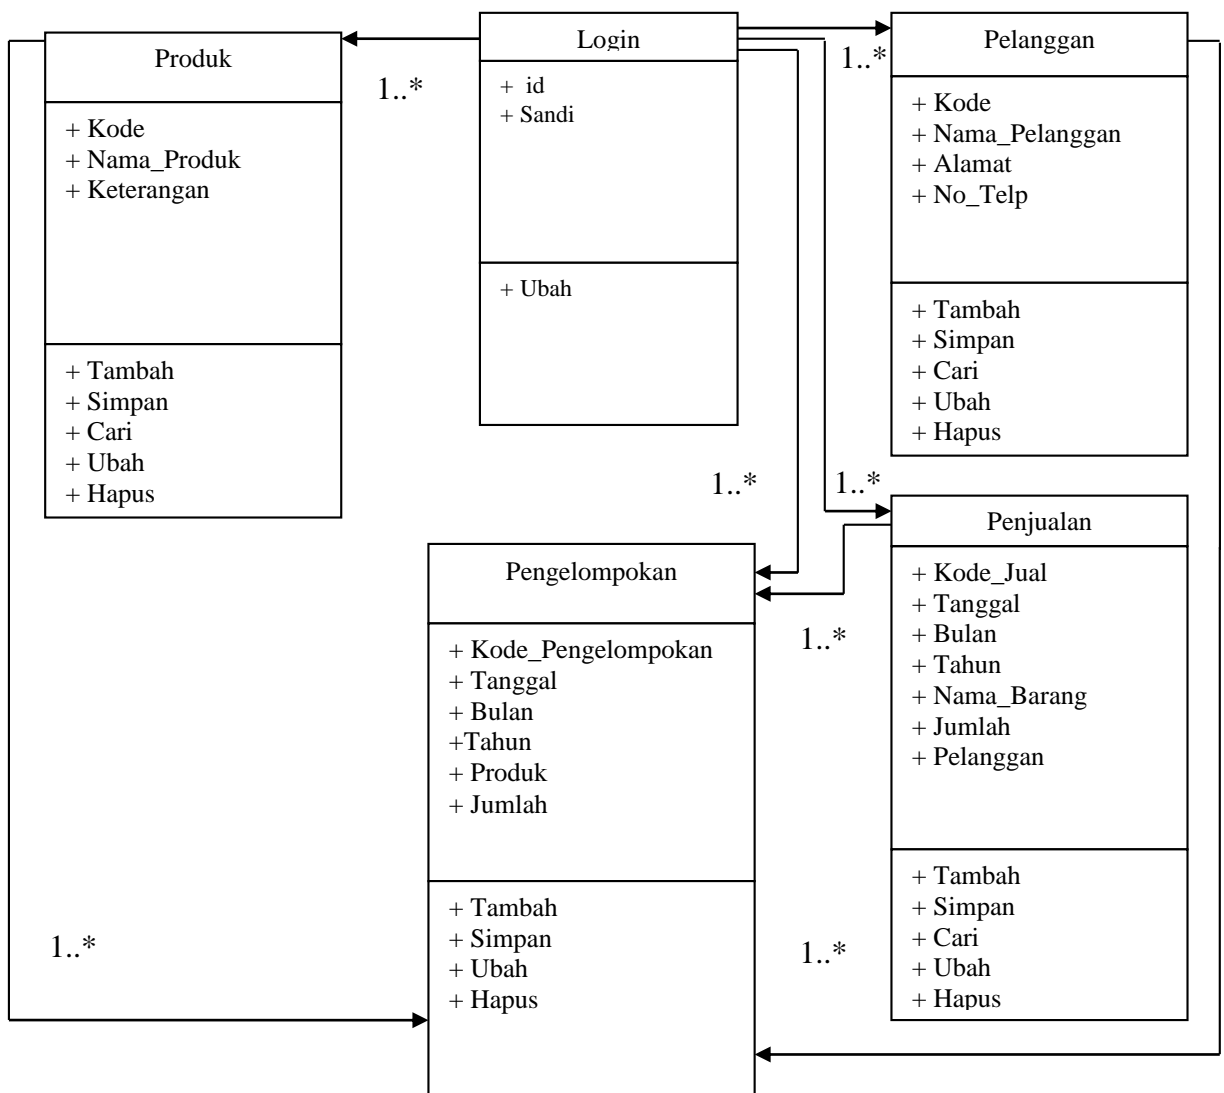 Produk
+ Kode
+ Nama_Produk
+ Keterangan
+ Tambah
+ Simpan
+ Cari
+ Ubah
+ Hapus
1..*
Login
+ id
+ Sandi
+ Ubah
1..*
Pelanggan
+ Kode
+ Nama_Pelanggan
+ Alamat
+ No_Telp
+ Tambah
+ Simpan
+ Cari
+ Ubah
+ Hapus
1..*
1..*
Pengelompokan
+ Kode_Pengelompokan
+ Tanggal
+ Bulan
+Tahun
+ Produk
+ Jumlah
+ Tambah
+ Simpan
+ Ubah
+ Hapus
1..*
Penjualan
+ Kode_Jual
+ Tanggal
+ Bulan
+ Tahun
+ Nama_Barang
+ Jumlah
+ Pelanggan
+ Tambah
+ Simpan
+ Cari
+ Ubah
+ Hapus
1..*
1..*